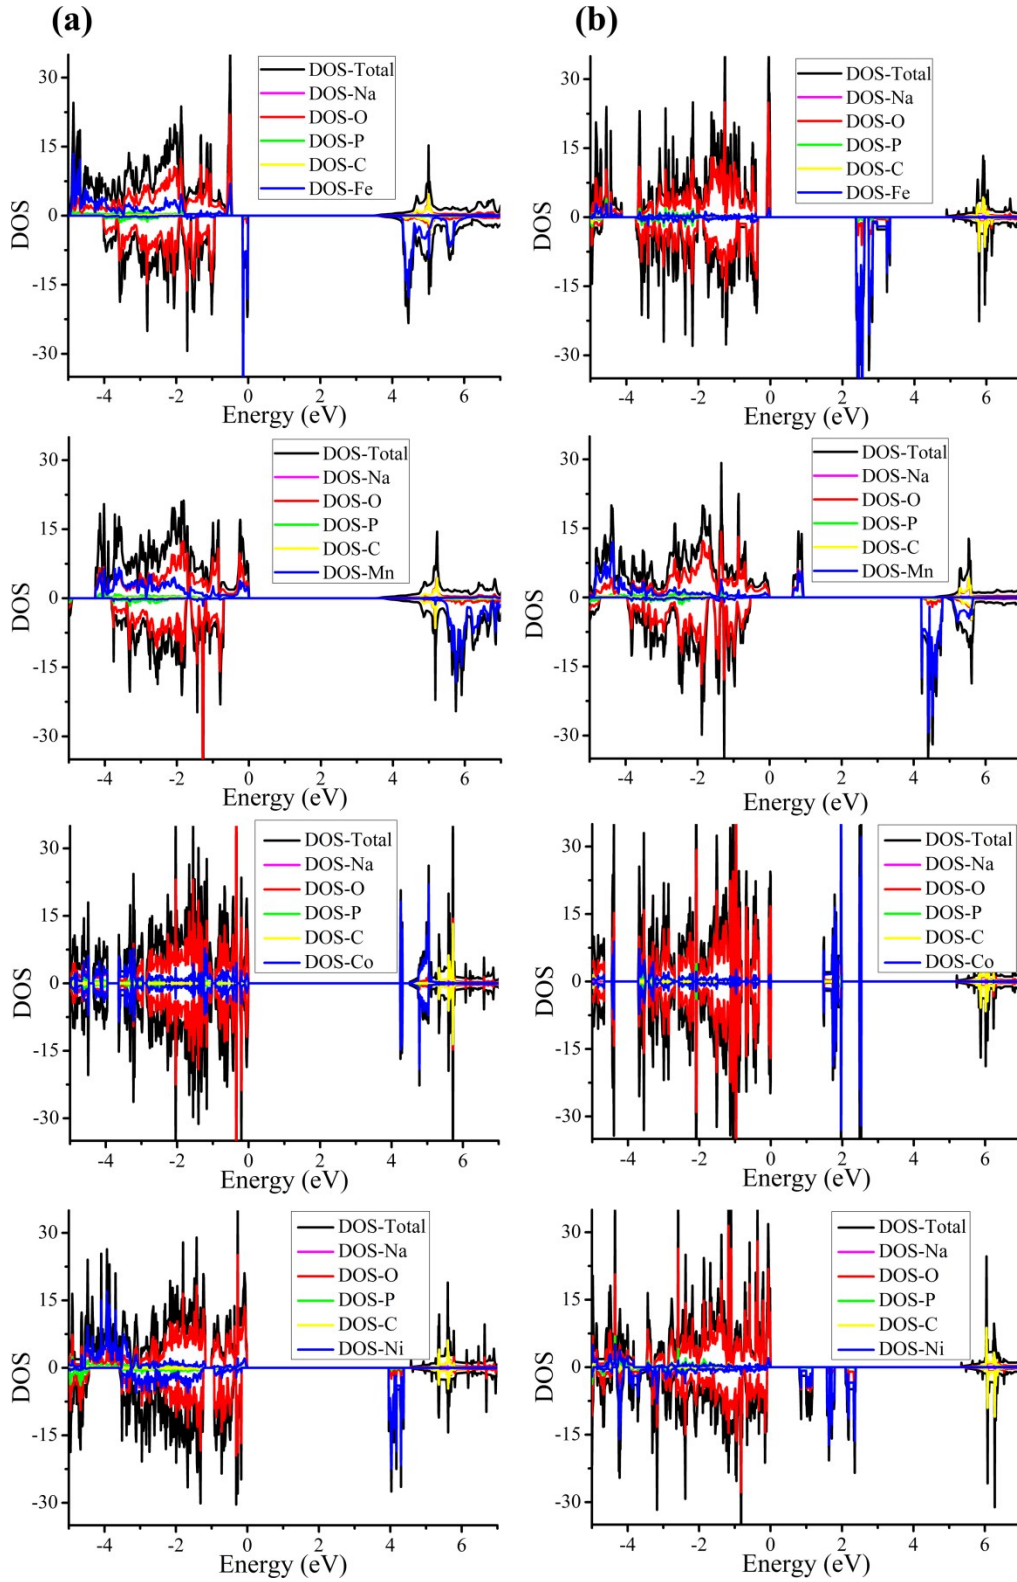 (a)
30
15
0
-15
-30
DOS
-4
-2
0
2
4
6
Energy (eV)
DOS-Total
DOS-Na
DOS-O
DOS-P
DOS-C
DOS-Fe
(b)
30
15
0
-15
-30
DOS
-4
-2
0
2
4
6
Energy (eV)
DOS-Total
DOS-Na
DOS-O
DOS-P
DOS-C
DOS-Fe
30
15
0
-15
-30
DOS
-4
-2
0
2
4
6
Energy (eV)
DOS-Total
DOS-Na
DOS-O
DOS-P
DOS-C
DOS-Mn
30
15
0
-15
-30
DOS
-4
-2
0
2
4
6
Energy (eV)
DOS-Total
DOS-Na
DOS-O
DOS-P
DOS-C
DOS-Mn
30
15
0
-15
-30
DOS
-4
-2
0
2
4
6
Energy (eV)
DOS-Total
DOS-Na
DOS-O
DOS-P
DOS-C
DOS-Co
30
15
0
-15
-30
DOS
-4
-2
0
2
4
6
Energy (eV)
DOS-Total
DOS-Na
DOS-O
DOS-P
DOS-C
DOS-Co
30
15
0
-15
-30
DOS
-4
-2
0
2
4
6
Energy (eV)
DOS-Total
DOS-Na
DOS-O
DOS-P
DOS-C
DOS-Ni
30
15
0
-15
-30
DOS
-4
-2
0
2
4
6
Energy (eV)
DOS-Total
DOS-Na
DOS-O
DOS-P
DOS-C
DOS-Ni